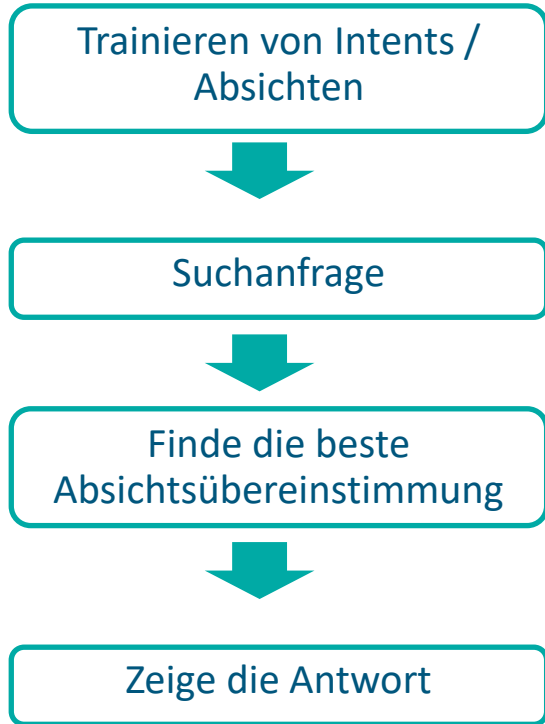 Trainieren von Intents /
Absichten
Suchanfrage
Finde die beste
Absichtsübereinstimmung
Zeige die Antwort